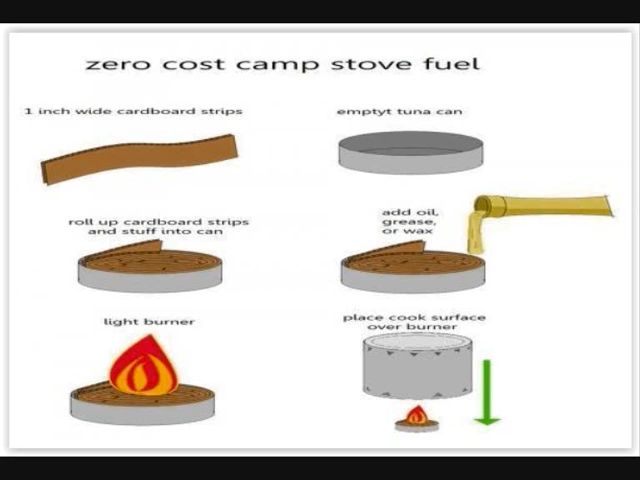 zero cost camp stove fuel
1 inch wide cardboard strips
emptyt tuna can
roll up cardboard strips
and stuff into can
add oil,
grease,
or wax
light burner
place cook surface
over burner